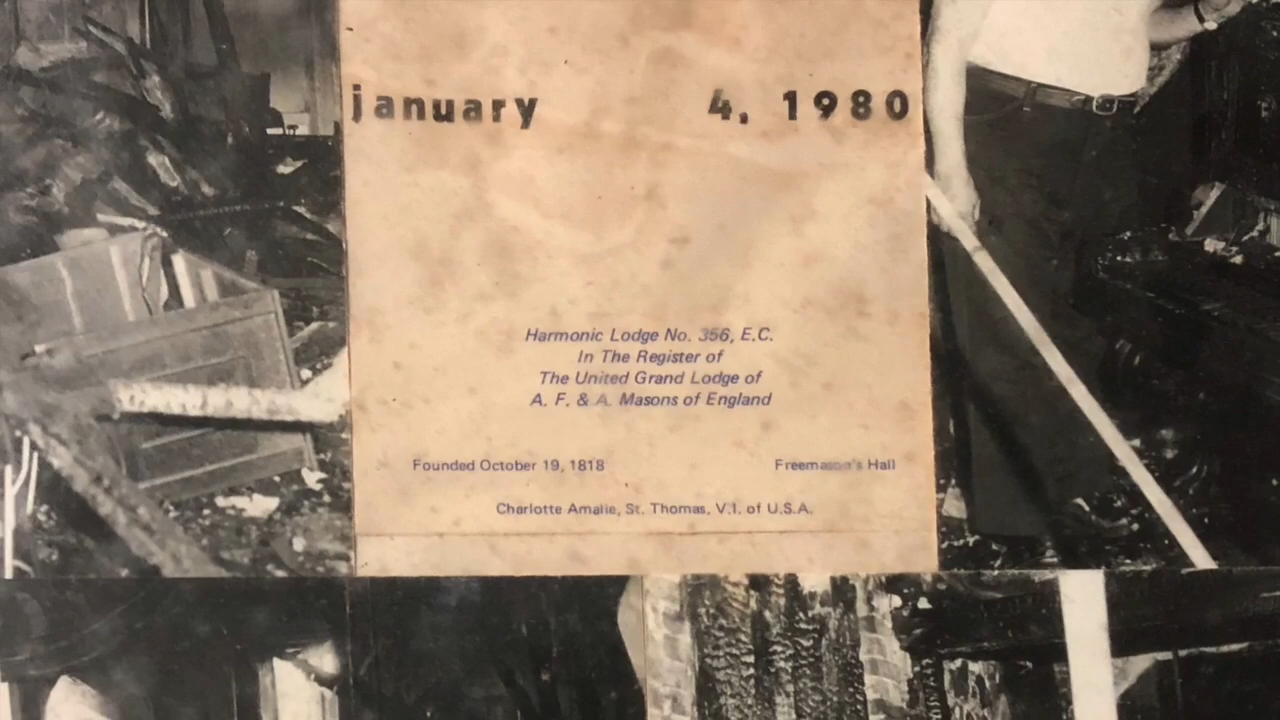 january 4, 1980
Harmonic Lodge No. 356, E.C.
In The Register of
The United Grand Lodge of
A. F. & A. Masons of England
Founded October 19, 1818 Freemason's Hall
Charlotte Amalie, St. Thomas, V.I. of U.S.A.